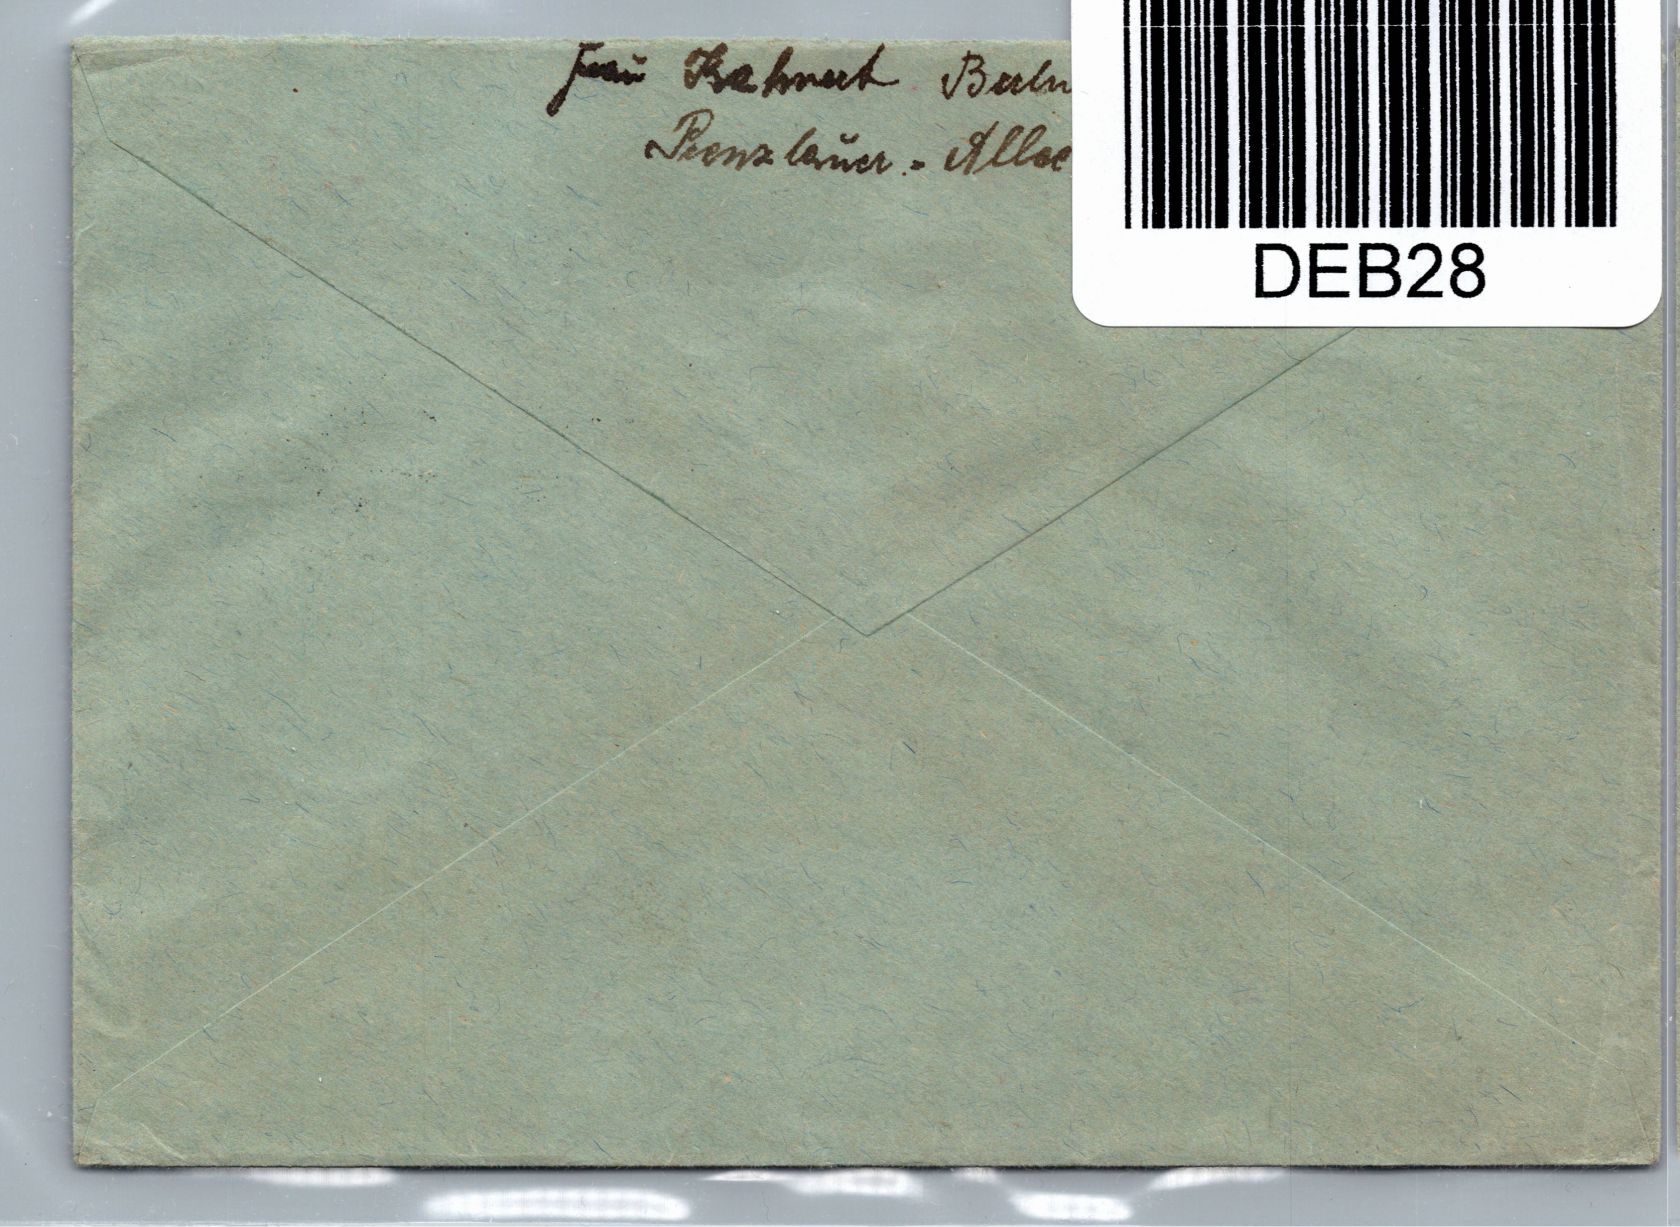 Frau Kahnert Berlin
Prenzlauer-Allee
DEB28